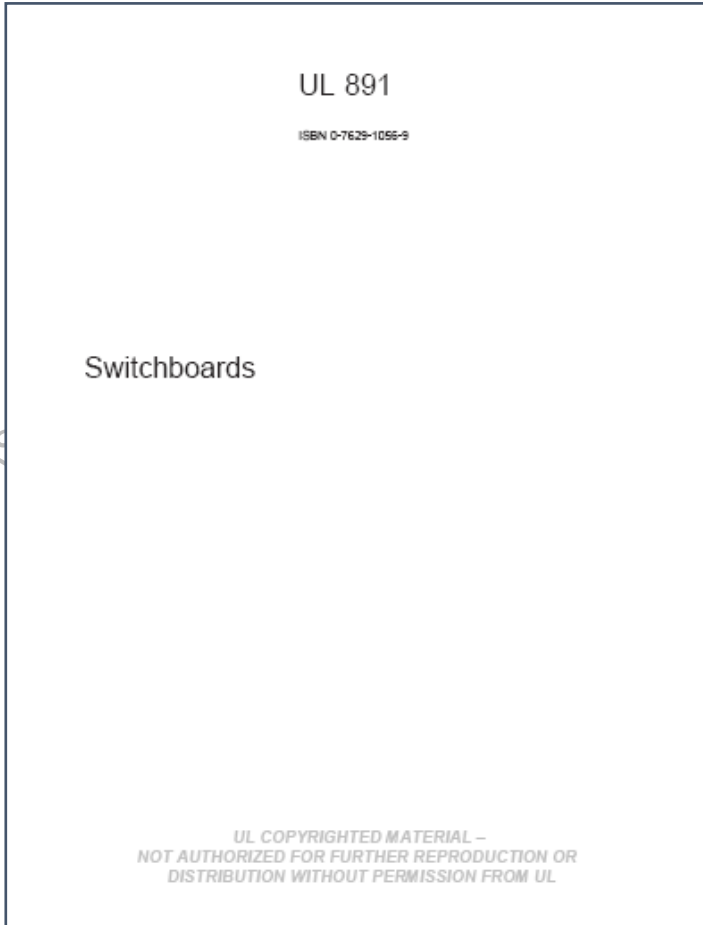 UL 891
ISBN 0-7629-1056-9
Switchboards
UL COPYRIGHTED MATERIAL –
NOT AUTHORIZED FOR FURTHER REPRODUCTION OR
DISTRIBUTION WITHOUT PERMISSION FROM UL